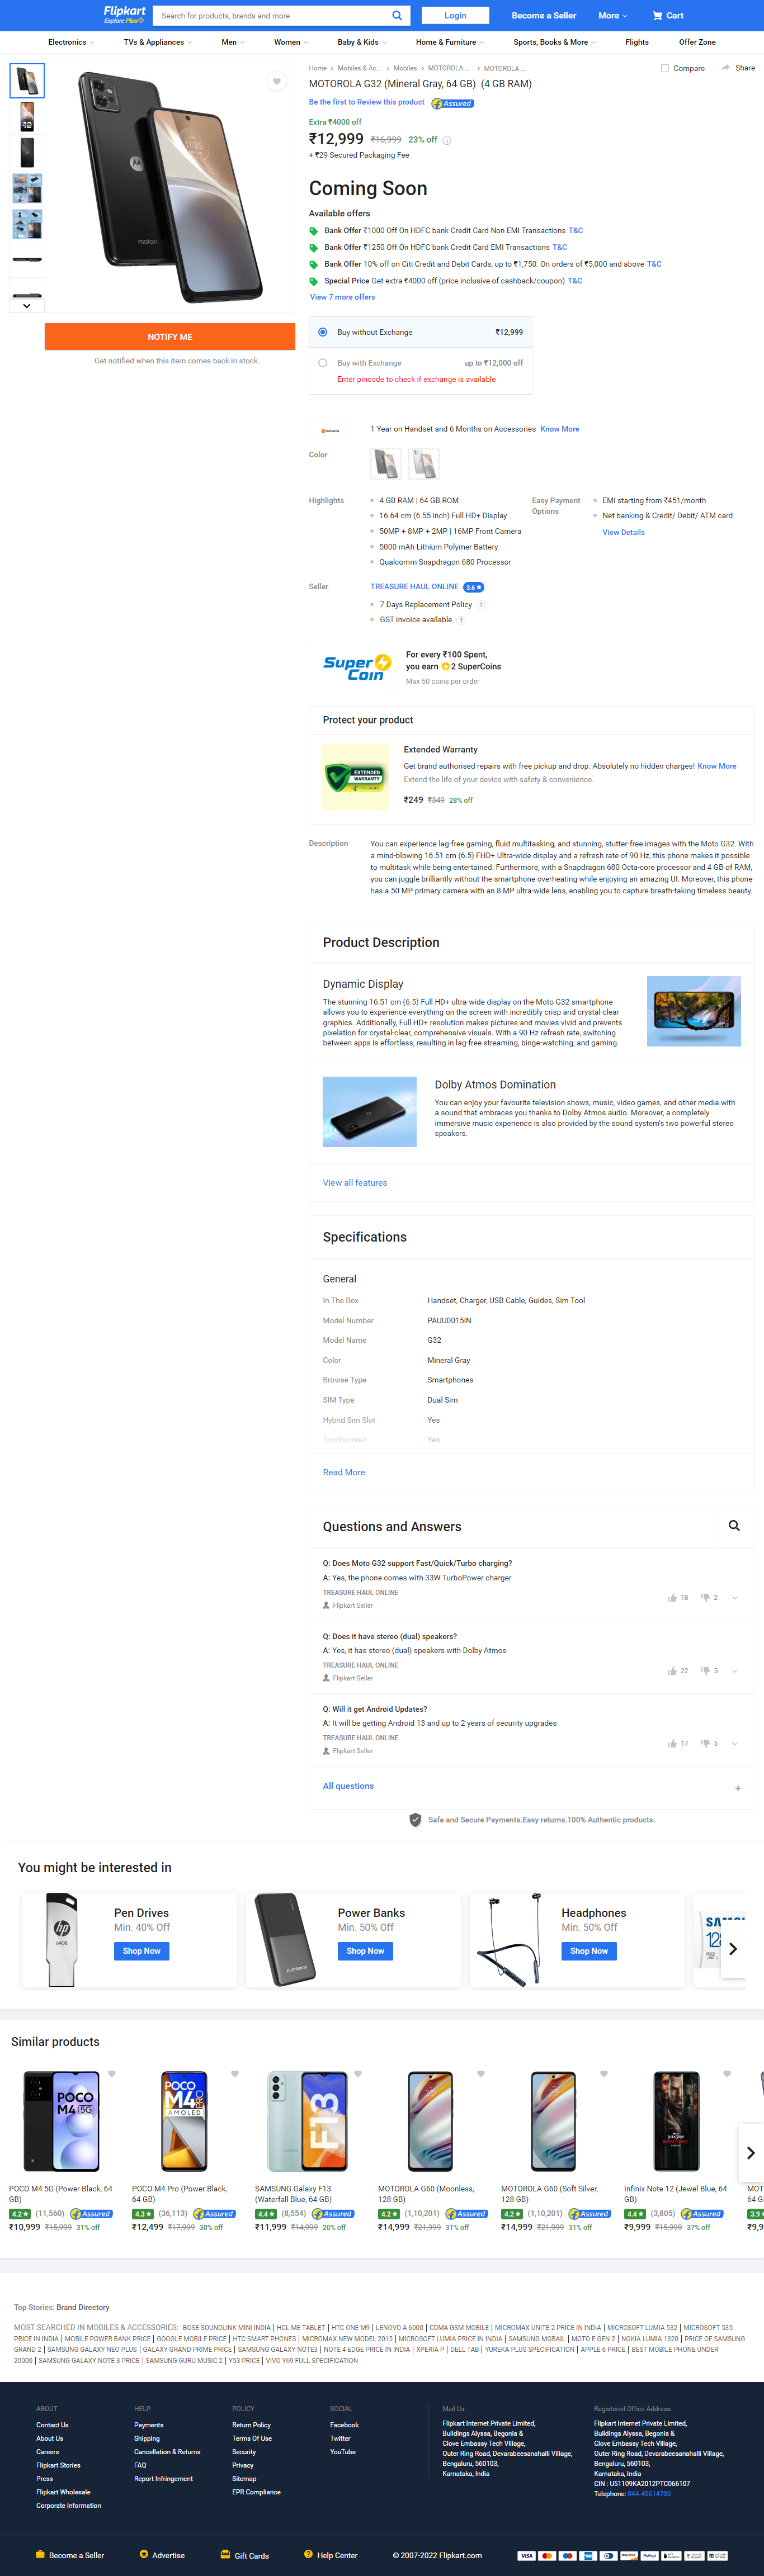 Flipkart
Explore Plus
Search for products, brands and more
Login
Become a Seller
More
Cart
Electronics
TVs & Appliances
Men
Women
Baby & Kids
Home & Furniture
Sports, Books & More
Flights
Offer Zone
Home > Mobiles & Ac... > Mobiles > MOTOROLA ... > MOTOROLA ...
Compare
Share
MOTOROLA G32 (Mineral Gray, 64 GB) (4 GB RAM)
Be the first to Review this product
Assured
Extra ₹4000 off
₹12,999 ₹16,999 23% off
+ ₹29 Secured Packaging Fee
Coming Soon
Available offers
Bank Offer ₹1000 Off On HDFC bank Credit Card Non EMI Transactions T&C
Bank Offer ₹1250 Off On HDFC bank Credit Card EMI Transactions T&C
Bank Offer 10% off on Citi Credit and Debit Cards, up to ₹1,750. On orders of ₹5,000 and above T&C
Special Price Get extra ₹4000 off (price inclusive of cashback/coupon) T&C
View 7 more offers
NOTIFY ME
Get notified when this item comes back in stock.
Buy without Exchange ₹12,999
Buy with Exchange up to ₹12,000 off
Enter pincode to check if exchange is available
1 Year on Handset and 6 Months on Accessories Know More
Color
Highlights
4 GB RAM | 64 GB ROM
16.64 cm (6.55 inch) Full HD+ Display
50MP + 8MP + 2MP | 16MP Front Camera
5000 mAh Lithium Polymer Battery
Qualcomm Snapdragon 680 Processor
Easy Payment Options
EMI starting from ₹451/month
Net banking & Credit/ Debit/ ATM card
View Details
Seller
TREASURE HAUL ONLINE 3.6 ★
7 Days Replacement Policy ?
GST invoice available ?
Super Coin
For every ₹100 Spent,
you earn 2 SuperCoins
Max 50 coins per order
Protect your product
EXTENDED WARRANTY
Extended Warranty
Get brand authorised repairs with free pickup and drop. Absolutely no hidden charges! Know More
Extend the life of your device with safety & convenience.
₹249 ₹349 28% off
Description
You can experience lag-free gaming, fluid multitasking, and stunning, stutter-free images with the Moto G32. With
a mind-blowing 16.51 cm (6.5) FHD+ Ultra-wide display and a refresh rate of 90 Hz, this phone makes it possible
to multitask while being entertained. Furthermore, with a Snapdragon 680 Octa-core processor and 4 GB of RAM,
you can juggle brilliantly without the smartphone overheating while enjoying an amazing UI. Moreover, this phone
has a 50 MP primary camera with an 8 MP ultra-wide lens, enabling you to capture breath-taking timeless beauty.
Product Description
Dynamic Display
The stunning 16.51 cm (6.5) Full HD+ ultra-wide display on the Moto G32 smartphone
allows you to experience everything on the screen with incredibly crisp and crystal-clear
graphics. Additionally, Full HD+ resolution makes pictures and movies vivid and prevents
pixelation for crystal-clear, comprehensive visuals. With a 90 Hz refresh rate, switching
between apps is effortless, resulting in lag-free streaming, binge-watching, and gaming.
Dolby Atmos Domination
You can enjoy your favourite television shows, music, video games, and other media with
a sound that embraces you thanks to Dolby Atmos audio. Moreover, a completely
immersive music experience is also provided by the sound system's two powerful stereo
speakers.
View all features
Specifications
General
In The Box Handset, Charger, USB Cable, Guides, Sim Tool
Model Number PAUU0015IN
Model Name G32
Color Mineral Gray
Browse Type Smartphones
SIM Type Dual Sim
Hybrid Sim Slot Yes
Touchscreen Yes
Read More
Questions and Answers
Q: Does Moto G32 support Fast/Quick/Turbo charging?
A: Yes, the phone comes with 33W TurboPower charger
TREASURE HAUL ONLINE
Flipkart Seller
18 2
Q: Does it have stereo (dual) speakers?
A: Yes, it has stereo (dual) speakers with Dolby Atmos
TREASURE HAUL ONLINE
Flipkart Seller
22 5
Q: Will it get Android Updates?
A: It will be getting Android 13 and up to 2 years of security upgrades
TREASURE HAUL ONLINE
Flipkart Seller
17 5
All questions +
Safe and Secure Payments.Easy returns.100% Authentic products.
You might be interested in
Pen Drives
Min. 40% Off
Shop Now
Power Banks
Min. 50% Off
Shop Now
Headphones
Min. 50% Off
Shop Now
Similar products
POCO M4 5G (Power Black, 64 GB)
4.2 ★ (11,560) Assured
₹10,999 ₹15,999 31% off
POCO M4 Pro (Power Black, 64 GB)
4.3 ★ (36,113) Assured
₹12,499 ₹17,999 30% off
SAMSUNG Galaxy F13 (Waterfall Blue, 64 GB)
4.4 ★ (8,554) Assured
₹11,999 ₹14,999 20% off
MOTOROLA G60 (Moonless, 128 GB)
4.2 ★ (1,10,201) Assured
₹14,999 ₹21,999 31% off
MOTOROLA G60 (Soft Silver, 128 GB)
4.2 ★ (1,10,201) Assured
₹14,999 ₹21,999 31% off
Infinix Note 12 (Jewel Blue, 64 GB)
4.4 ★ (3,805) Assured
₹9,999 ₹15,999 37% off
Top Stories: Brand Directory
MOST SEARCHED IN MOBILES & ACCESSORIES: BOSE SOUNDLINK MINI INDIA | HCL ME TABLET | HTC ONE M9 | LENOVO A 6000 | CDMA GSM MOBILE | MICROMAX UNITE 2 PRICE IN INDIA | MICROSOFT LUMIA 532 | MICROSOFT 535
PRICE IN INDIA | MOBILE POWER BANK PRICE | GOOGLE MOBILE PRICE | HTC SMART PHONES | MICROMAX NEW MODEL 2015 | MICROSOFT LUMIA PRICE IN INDIA | SAMSUNG MOBAIL | MOTO E GEN 2 | NOKIA LUMIA 1320 | PRICE OF SAMSUNG
GRAND 2 | SAMSUNG GALAXY NEO PLUS | GALAXY GRAND PRIME PRICE | SAMSUNG GALAXY NOTE3 | NOTE 4 EDGE PRICE IN INDIA | XPERIA P | DELL TAB | YUREKA PLUS SPECIFICATION | APPLE 6 PRICE | BEST MOBILE PHONE UNDER
20000 | SAMSUNG GALAXY NOTE 3 PRICE | SAMSUNG GURU MUSIC 2 | Y53 PRICE | VIVO Y69 FULL SPECIFICATION
ABOUT
Contact Us
About Us
Careers
Flipkart Stories
Press
Flipkart Wholesale
Corporate Information
HELP
Payments
Shipping
Cancellation & Returns
FAQ
Report Infringement
POLICY
Return Policy
Terms Of Use
Security
Privacy
Sitemap
EPR Compliance
SOCIAL
Facebook
Twitter
YouTube
Mail Us:
Flipkart Internet Private Limited,
Buildings Alyssa, Begonia &
Clove Embassy Tech Village,
Outer Ring Road, Devarabeesanahalli Village,
Bengaluru, 560103,
Karnataka, India
Registered Office Address:
Flipkart Internet Private Limited,
Buildings Alyssa, Begonia &
Clove Embassy Tech Village,
Outer Ring Road, Devarabeesanahalli Village,
Bengaluru, 560103,
Karnataka, India
CIN : U51109KA2012PTC066107
Telephone: 044-45614700
Become a Seller
Advertise
Gift Cards
Help Center
© 2007-2022 Flipkart.com